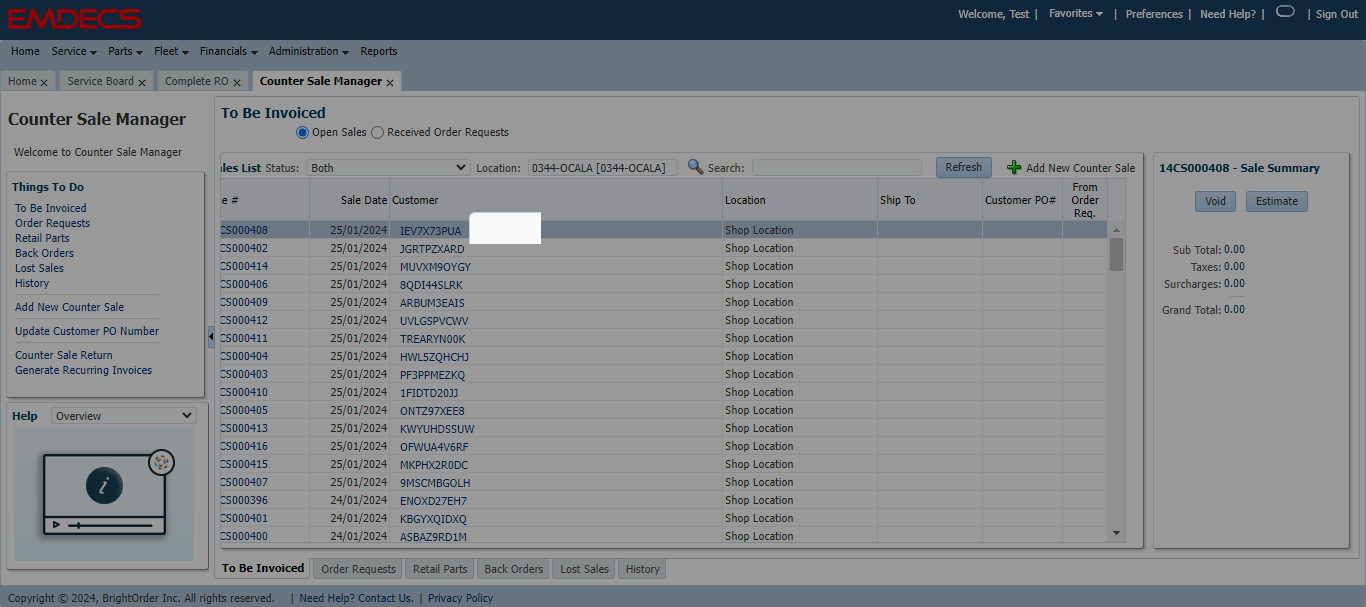 EMDECS
Welcome, Test | Favorites | Preferences | Need Help? | | Sign Out
Home Service Parts Fleet Financials Administration Reports
Home x Service Board x Complete RO x Counter Sale Manager x
Counter Sale Manager
Welcome to Counter Sale Manager
Things To Do
To Be Invoiced
Order Requests
Retail Parts
Back Orders
Lost Sales
History
Add New Counter Sale
Update Customer PO Number
Counter Sale Return
Generate Recurring Invoices
Help Overview
i
To Be Invoiced
Open Sales Received Order Requests
les List Status: Both Location: 0344-OCALA [0344-OCALA] Search: Refresh Add New Counter Sale
e # Sale Date Customer Location Ship To Customer PO# From Order Req.
CS000408 25/01/2024 IEV7X73PUA Shop Location
CS000402 25/01/2024 JGRTPZXARD Shop Location
CS000414 25/01/2024 MUVXM9OYGY Shop Location
CS000406 25/01/2024 8QDI44SLRK Shop Location
CS000409 25/01/2024 ARBUM3EAIS Shop Location
CS000412 25/01/2024 UVLGSPVCWV Shop Location
CS000411 25/01/2024 TREARYN00K Shop Location
CS000404 25/01/2024 HWL5ZQHCHJ Shop Location
CS000403 25/01/2024 PF3PPMEZKQ Shop Location
CS000410 25/01/2024 1FIDTD20JJ Shop Location
CS000405 25/01/2024 ONTZ97XEE8 Shop Location
CS000413 25/01/2024 KWYUHDSSUW Shop Location
CS000416 25/01/2024 OFWUA4V6RF Shop Location
CS000415 25/01/2024 MKPHX2R0DC Shop Location
CS000407 25/01/2024 9MSCMBGOLH Shop Location
CS000396 24/01/2024 ENOXD27EH7 Shop Location
CS000401 24/01/2024 KBGYXQIDXQ Shop Location
CS000400 24/01/2024 ASBAZ9RD1M Shop Location
14CS000408 - Sale Summary
Void Estimate
Sub Total: 0.00
Taxes: 0.00
Surcharges: 0.00
Grand Total: 0.00
To Be Invoiced Order Requests Retail Parts Back Orders Lost Sales History
Copyright © 2024, BrightOrder Inc. All rights reserved. | Need Help? Contact Us. | Privacy Policy